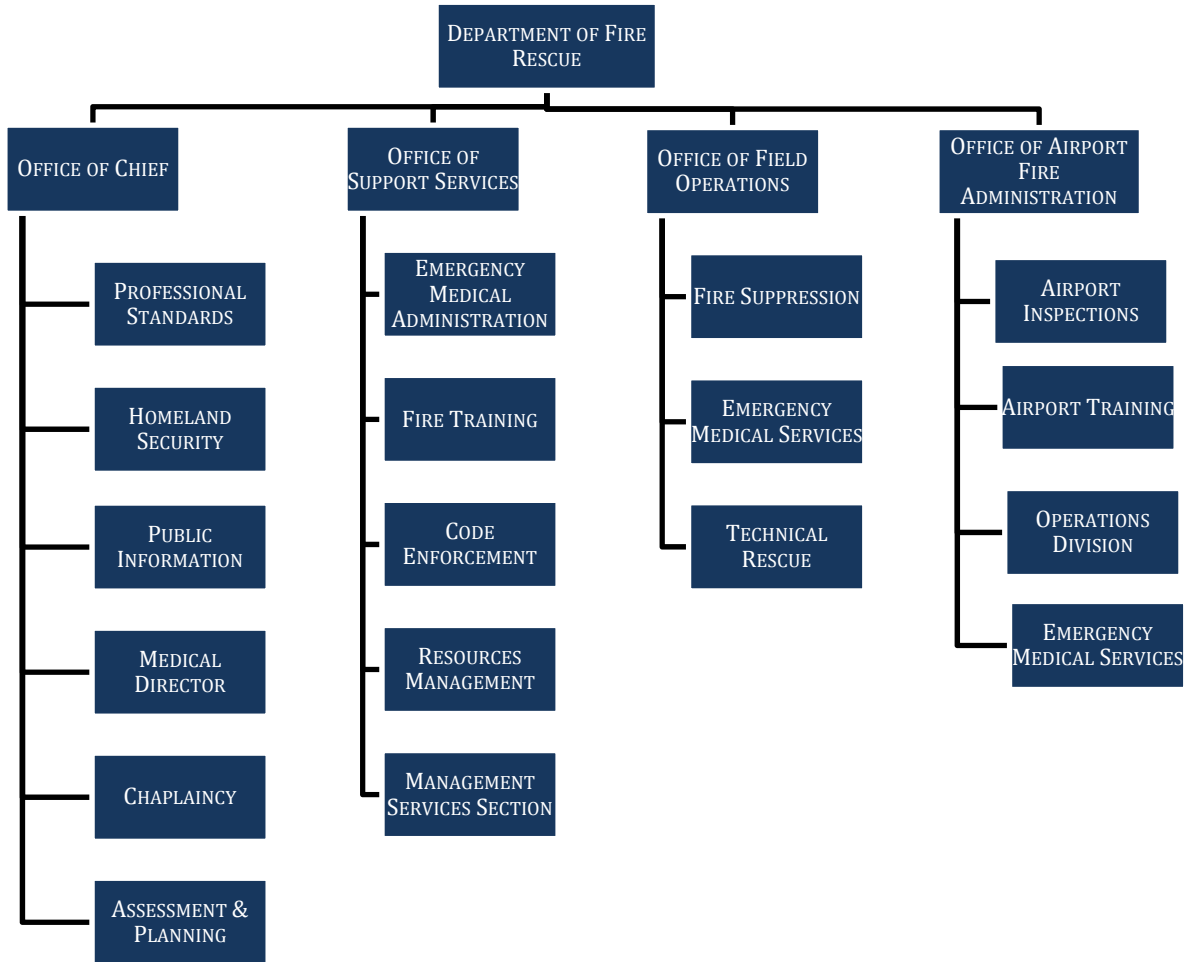 DEPARTMENT OF FIRE
RESCUE
OFFICE OF CHIEF
PROFESSIONAL
STANDARDS
HOMELAND
SECURITY
PUBLIC
INFORMATION
MEDICAL
DIRECTOR
CHAPLAINCY
ASSESSMENT &
PLANNING
OFFICE OF
SUPPORT SERVICES
EMERGENCY
MEDICAL
ADMINISTRATION
FIRE TRAINING
CODE
ENFORCEMENT
RESOURCES
MANAGEMENT
MANAGEMENT
SERVICES SECTION
OFFICE OF FIELD
OPERATIONS
FIRE SUPPRESSION
EMERGENCY
MEDICAL SERVICES
TECHNICAL
RESCUE
OFFICE OF AIRPORT
FIRE
ADMINISTRATION
AIRPORT
INSPECTIONS
AIRPORT TRAINING
OPERATIONS
DIVISION
EMERGENCY
MEDICAL SERVICES